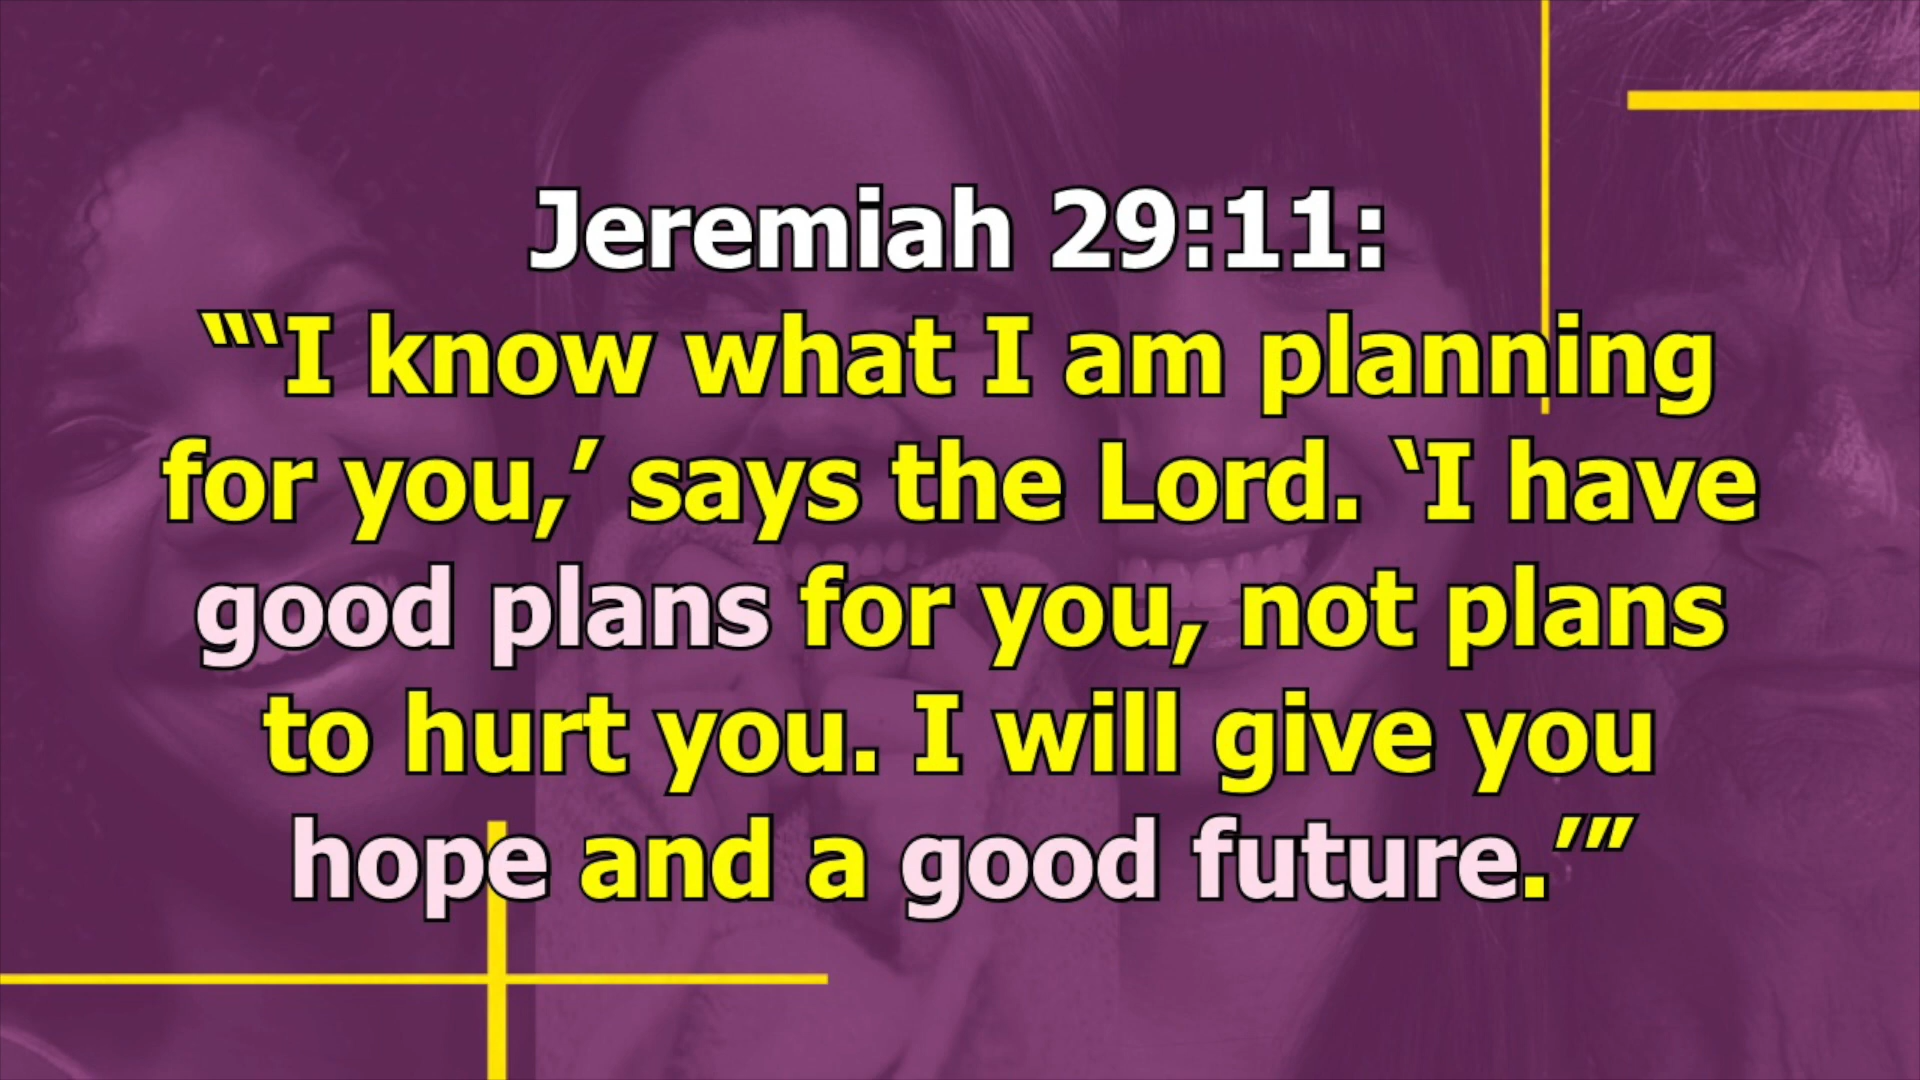 Jeremiah 29:11:
“‘I know what I am planning
for you,’ says the Lord. ‘I have
good plans for you, not plans
to hurt you. I will give you
hope and a good future.’”